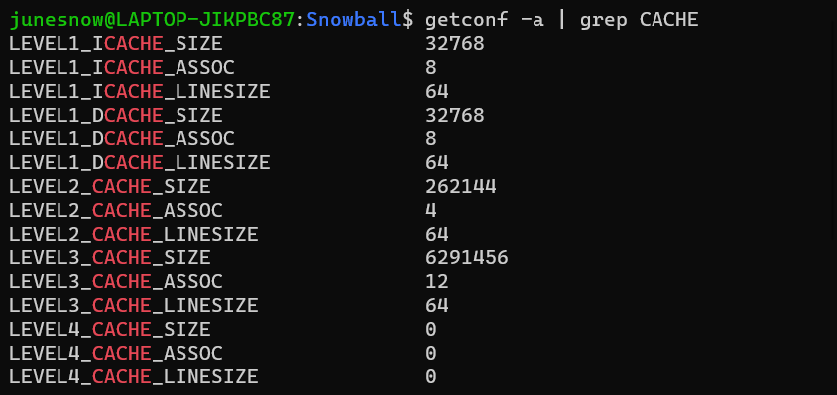 junesnow@LAPTOP-JIKPBC87:Snowball$ getconf -a | grep CACHE
LEVEL1_ICACHE_SIZE                 32768
LEVEL1_ICACHE_ASSOC                8
LEVEL1_ICACHE_LINESIZE             64
LEVEL1_DCACHE_SIZE                 32768
LEVEL1_DCACHE_ASSOC                8
LEVEL1_DCACHE_LINESIZE             64
LEVEL2_CACHE_SIZE                  262144
LEVEL2_CACHE_ASSOC                 4
LEVEL2_CACHE_LINESIZE              64
LEVEL3_CACHE_SIZE                  6291456
LEVEL3_CACHE_ASSOC                 12
LEVEL3_CACHE_LINESIZE              64
LEVEL4_CACHE_SIZE                  0
LEVEL4_CACHE_ASSOC                 0
LEVEL4_CACHE_LINESIZE              0